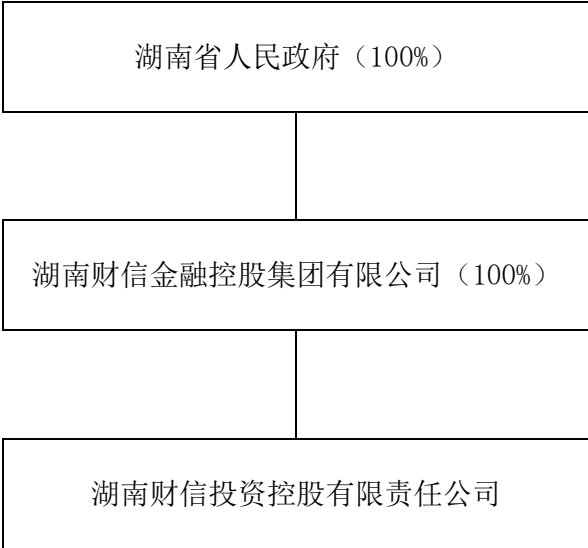 湖南省人民政府（100%）
湖南财信金融控股集团有限公司（100%）
湖南财信投资控股有限责任公司